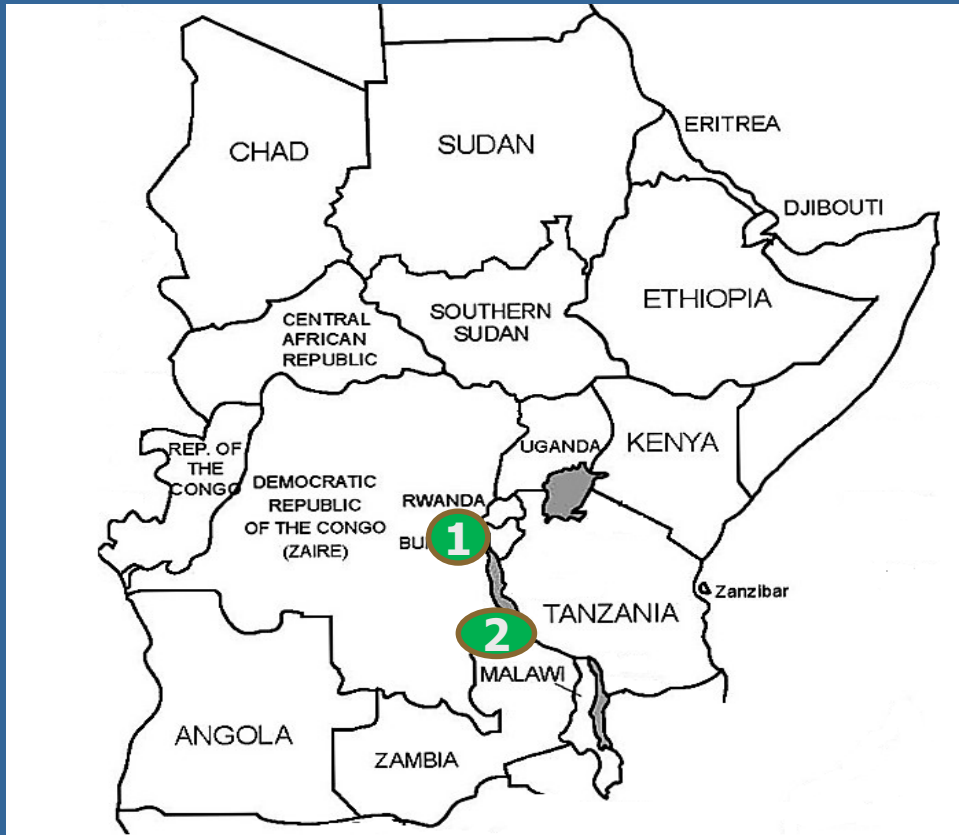 CHAD
SUDAN
ERITREA
DJIBOUTI
ETHIOPIA
CENTRAL
AFRICAN
REPUBLIC
SOUTHERN
SUDAN
REP. OF
THE
CONGO
DEMOCRATIC
REPUBLIC
OF THE CONGO
(ZAIRE)
UGANDA
KENYA
RWANDA
BU
1
2
TANZANIA
Zanzibar
MALAWI
ANGOLA
ZAMBIA